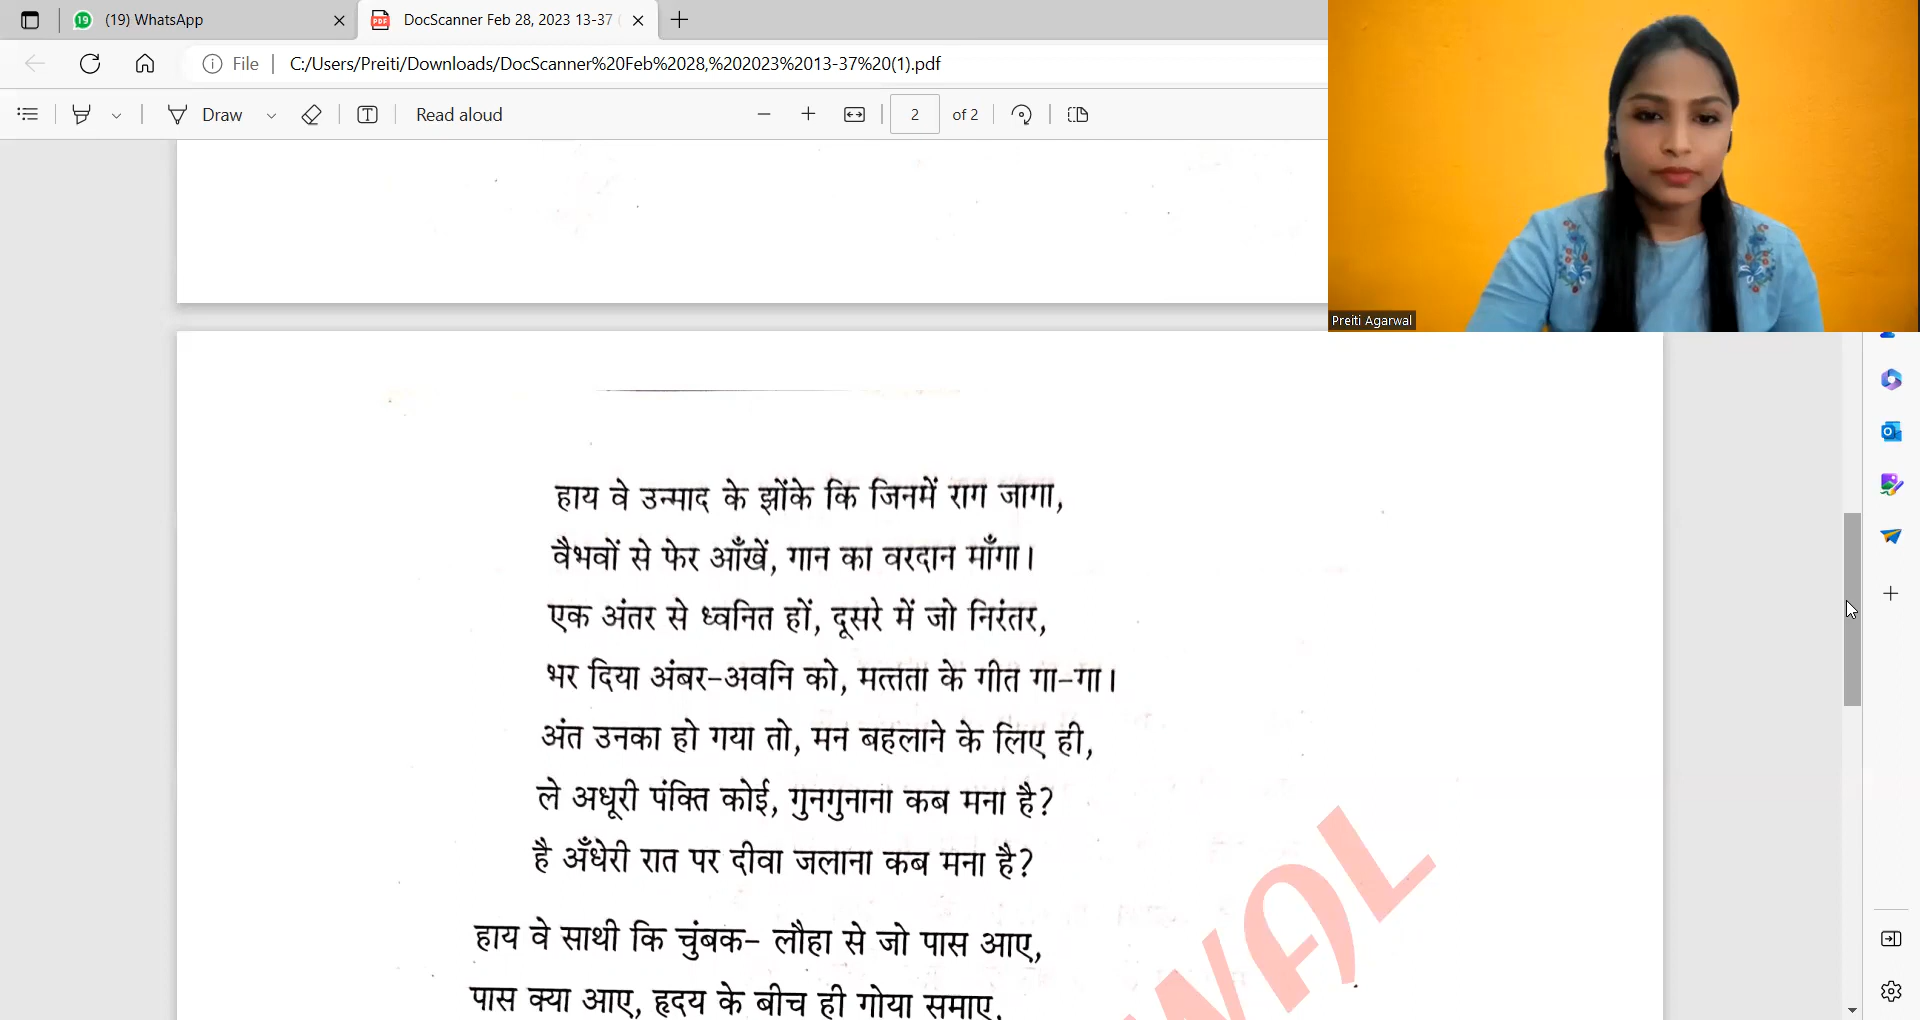 (19) WhatsApp
DocScanner Feb 28, 2023 13-37 (
19
PDF
File
C:/Users/Preiti/Downloads/DocScanner%20Feb%2028,%202023%2013-37%20(1).pdf
Draw
Read aloud
2
of 2
Preiti Agarwal
हाय वे उन्माद के झोंके कि जिनमें राग जागा,
वैभवों से फेर आँखें, गान का वरदान माँगा।
एक अंतर से ध्वनित हों, दूसरे में जो निरंतर,
भर दिया अंबर-अवनि को, मत्तता के गीत गा-गा।
अंत उनका हो गया तो, मन बहलाने के लिए ही,
ले अधूरी पंक्ति कोई, गुनगुनाना कब मना है?
है अँधेरी रात पर दीवा जलाना कब मना है?
हाय वे साथी कि चुंबक- लौहा से जो पास आए,
पास क्या आए, हृदय के बीच ही गोया समाए,
WAL